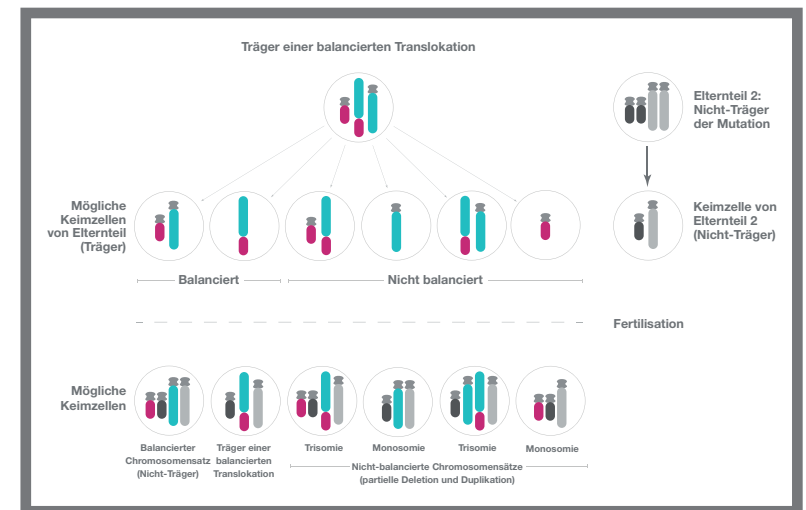 Träger einer balancierten Translokation
Elternteil 2:
Nicht-Träger
der Mutation
Mögliche
Keimzellen
von Elternteil
(Träger)
Keimzelle von
Elternteil 2
(Nicht-Träger)
Balanciert
Nicht balanciert
Fertilisation
Mögliche
Keimzellen
Balancierter
Chromosomensatz
(Nicht-Träger)
Träger einer
balancierten
Translokation
Trisomie
Monosomie
Trisomie
Monosomie
Nicht-balancierte Chromosomensätze
(partielle Deletion und Duplikation)